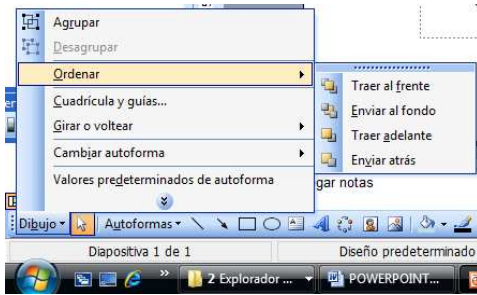 Agrupar
Desagrupar
Ordenar
Traer al frente
Cuadrícula y guías...
Enviar al fondo
Girar o voltear
Traer adelante
Cambiar autoforma
Enviar atrás
Valores predeterminados de autoforma
gar notas
Dibujo
Autoformas
Diapositiva 1 de 1
Diseño predeterminado
2 Explorador ...
POWERPOINT...